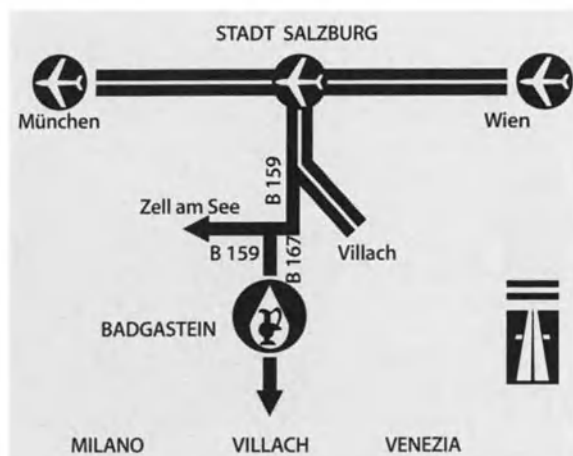 STADT SALZBURG
München
Wien
B 159
Zell am See
Villach
B 159
B 167
BADGASTEIN
MILANO VILLACH VENEZIA